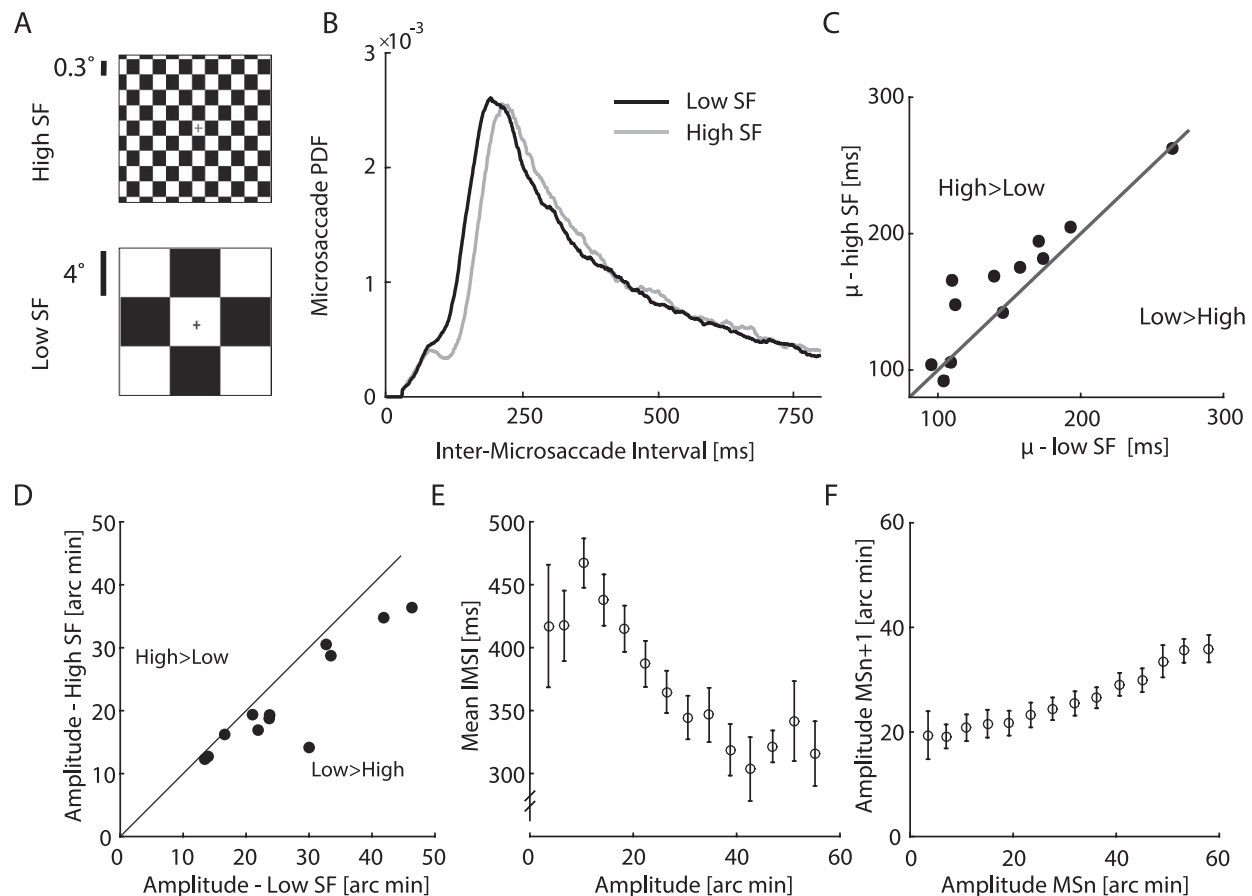 A
0.3°
High SF
4°
Low SF
B
×10⁻³
3
2
1
0
Microsaccade PDF
Low SF
High SF
0
250
500
750
Inter-Microsaccade Interval [ms]
C
300
200
100
μ - high SF [ms]
High>Low
Low>High
100
200
300
μ - low SF [ms]
D
50
40
30
20
10
0
Amplitude - High SF [arc min]
High>Low
Low>High
0
10
20
30
40
50
Amplitude - Low SF [arc min]
E
500
450
400
350
300
Mean IMSI [ms]
0
20
40
60
Amplitude [arc min]
F
60
40
20
0
Amplitude MSn+1 [arc min]
0
20
40
60
Amplitude MSn [arc min]